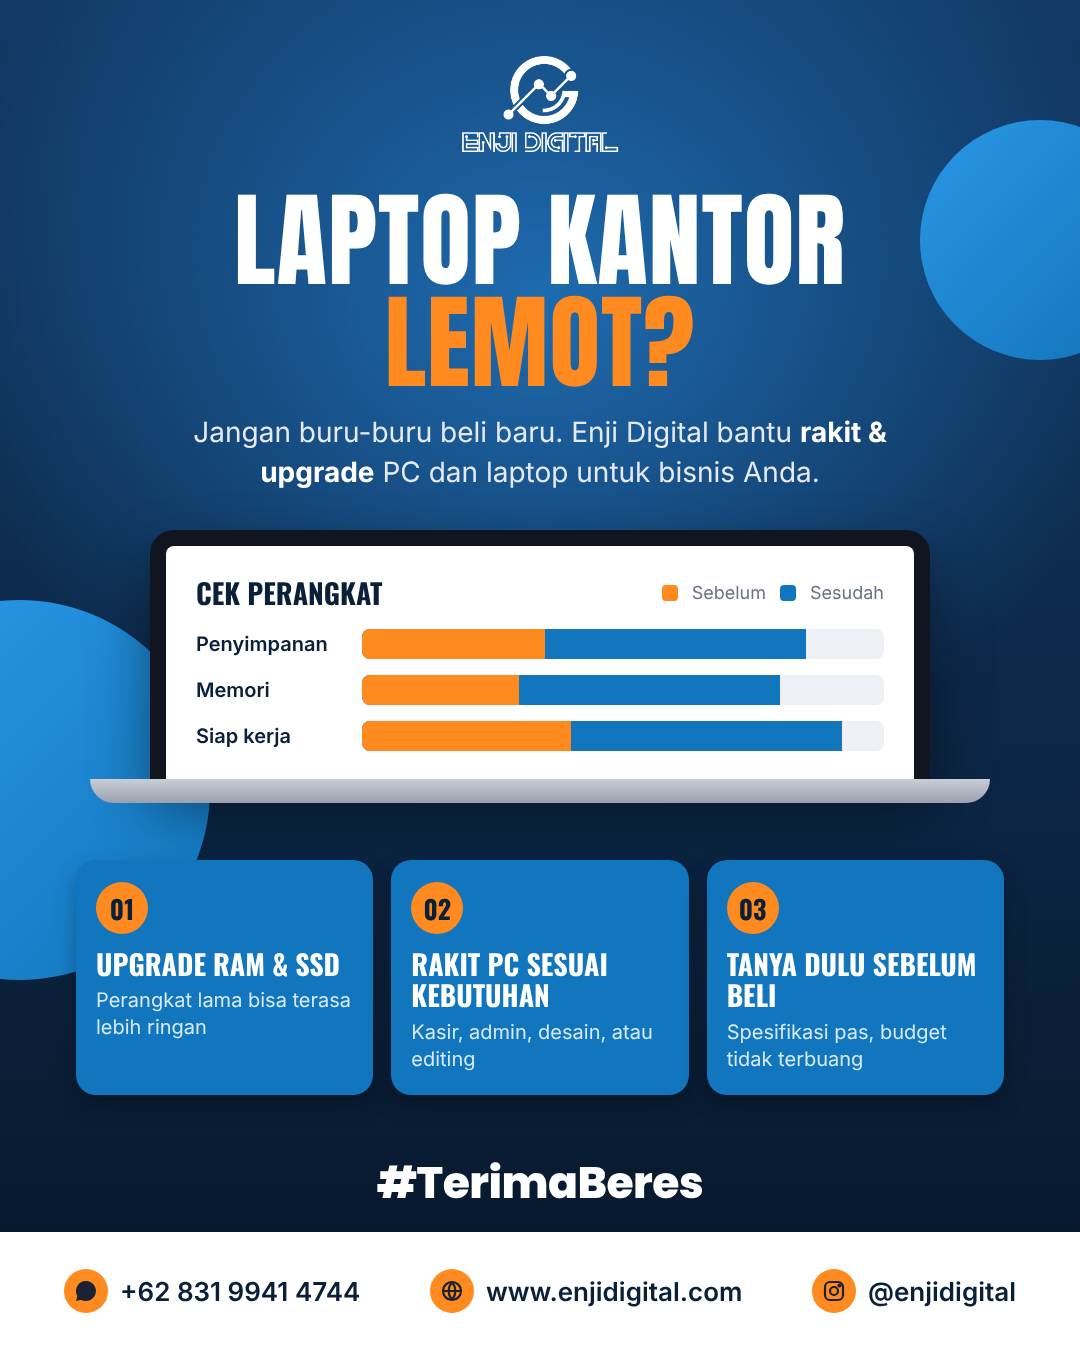 ENJI DIGITAL
LAPTOP KANTOR
LEMOT?
Jangan buru-buru beli baru. Enji Digital bantu rakit &
upgrade PC dan laptop untuk bisnis Anda.
CEK PERANGKAT
Sebelum
Sesudah
Penyimpanan
Memori
Siap kerja
01
UPGRADE RAM & SSD
Perangkat lama bisa terasa
lebih ringan
02
RAKIT PC SESUAI
KEBUTUHAN
Kasir, admin, desain, atau
editing
03
TANYA DULU SEBELUM
BELI
Spesifikasi pas, budget
tidak terbuang
#TerimaBeres
+62 831 9941 4744
www.enjidigital.com
@enjidigital